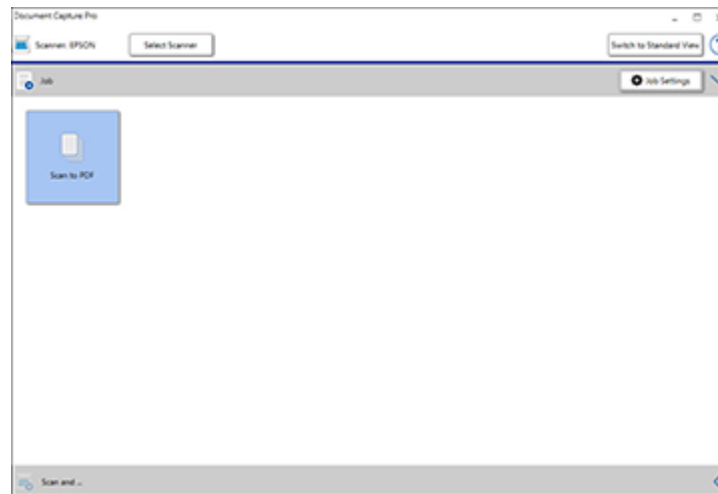 Document Capture Pro
Scanner: EPSON
Select Scanner
Switch to Standard View
Job
Job Settings
Scan to PDF
Scan and ..